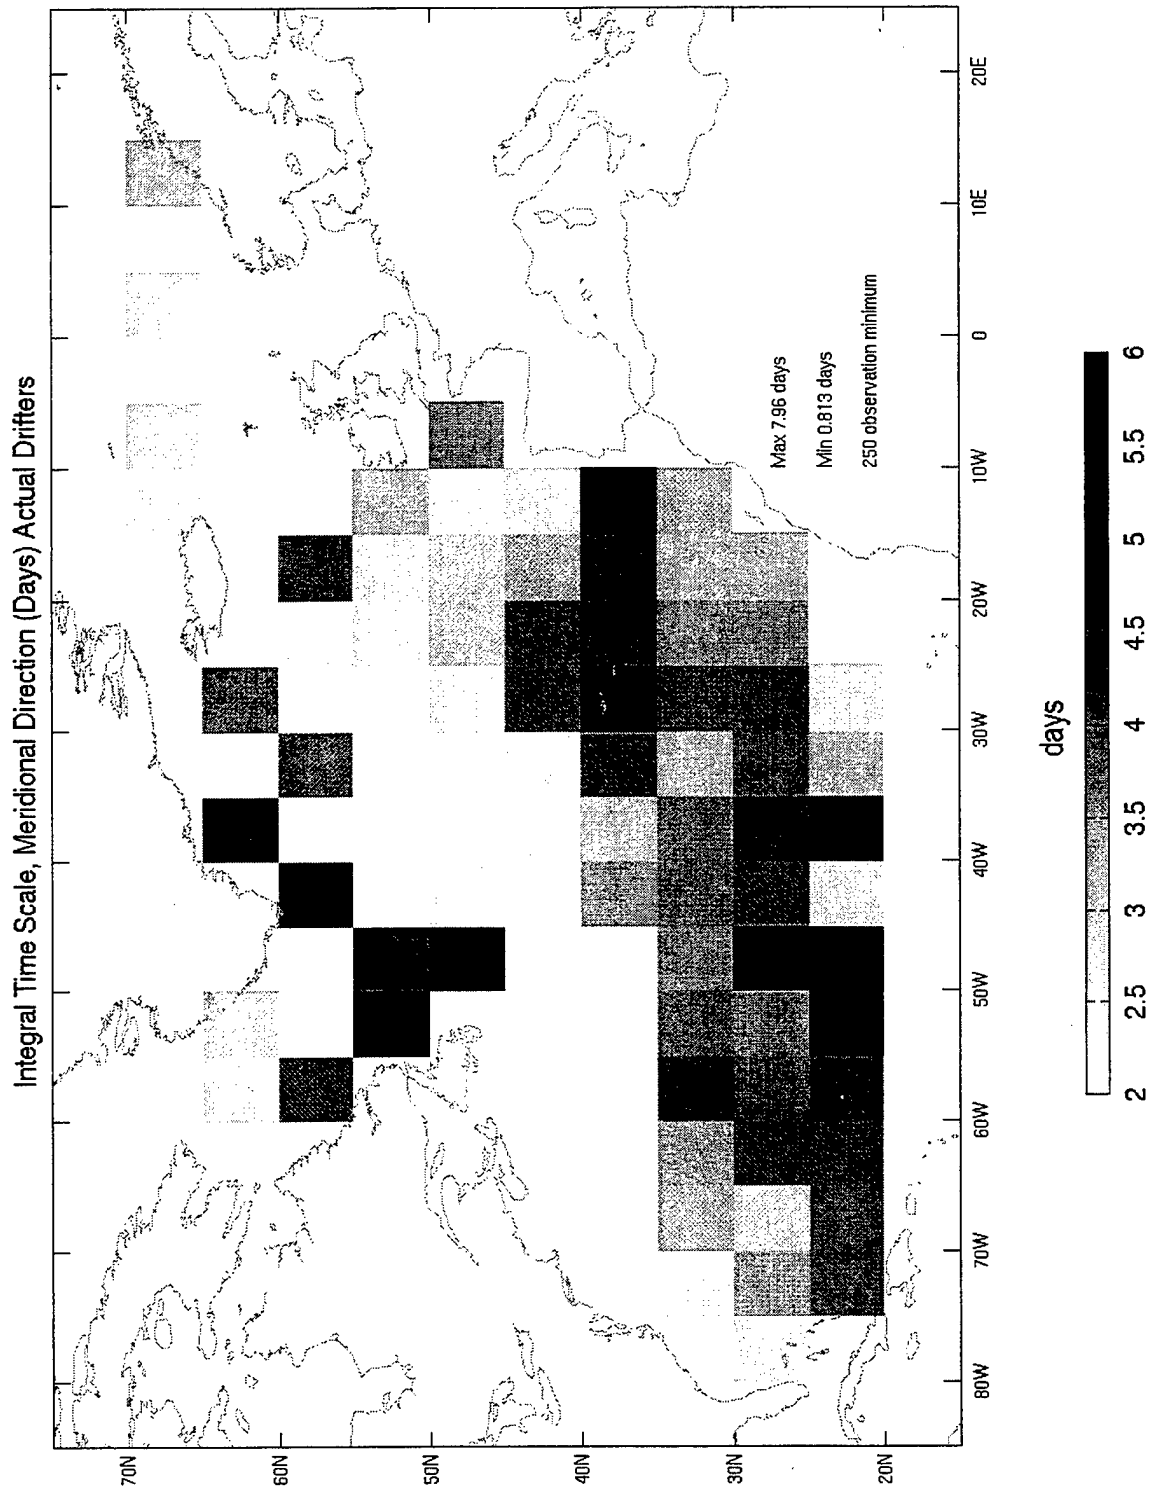 Integral Time Scale, Meridional Direction (Days) Actual Drifters
70N
60N
50N
40N
30N
20N
80W
70W
60W
50W
40W
30W
20W
10W
0
10E
20E
Max 7.96 days
Min 0.813 days
250 observation minimum
days
2
2.5
3
3.5
4
4.5
5
5.5
6